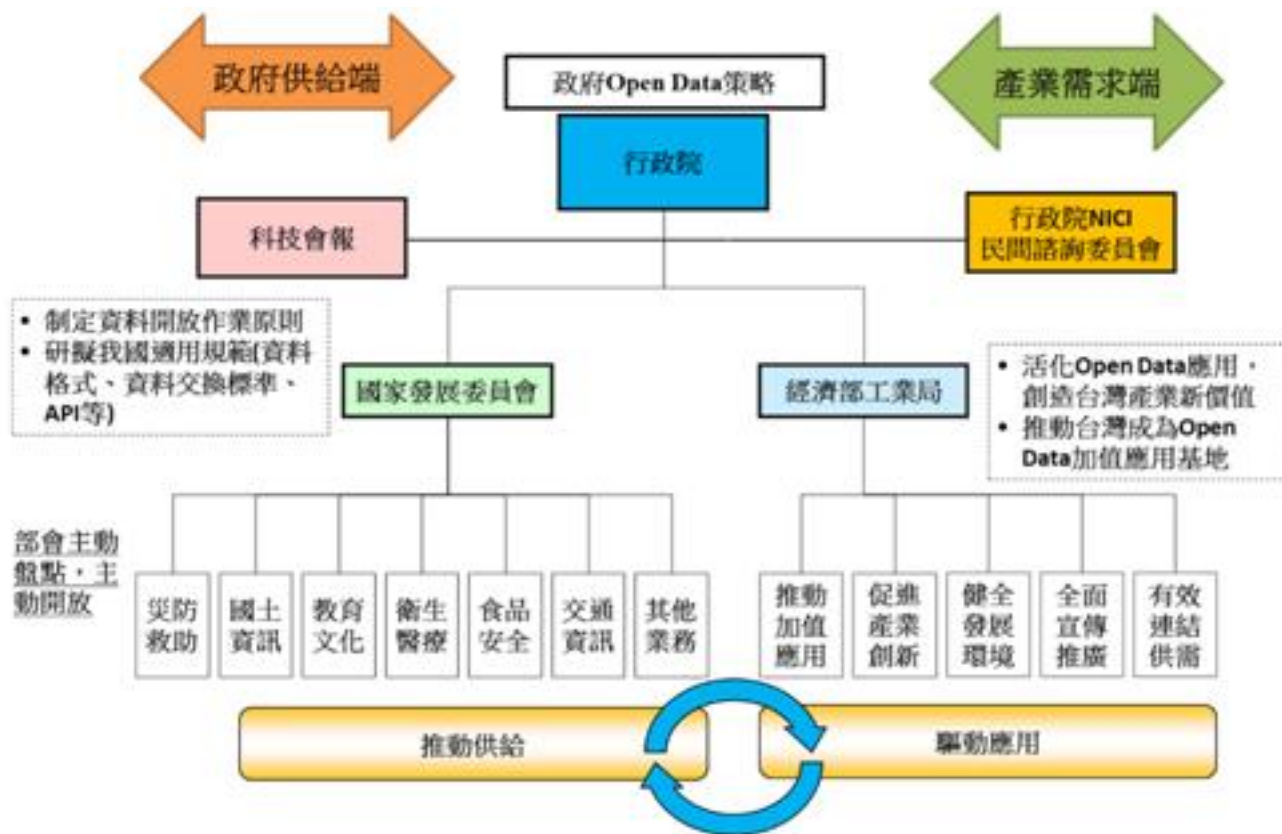 政府供給端
政府Open Data策略
產業需求端
行政院
科技會報
行政院NICI
民間諮詢委員會
• 制定資料開放作業原則
• 研擬我國適用規範(資料
格式、資料交換標準、
API等)
國家發展委員會
經濟部工業局
• 活化Open Data應用，
創造台灣產業新價值
• 推動台灣成為Open
Data加值應用基地
部會主動
盤點，主
動開放
災防
救助
國土
資訊
教育
文化
衛生
醫療
食品
安全
交通
資訊
其他
業務
推動
加值
應用
促進
產業
創新
健全
發展
環境
全面
宣傳
推廣
有效
連結
供需
推動供給
驅動應用